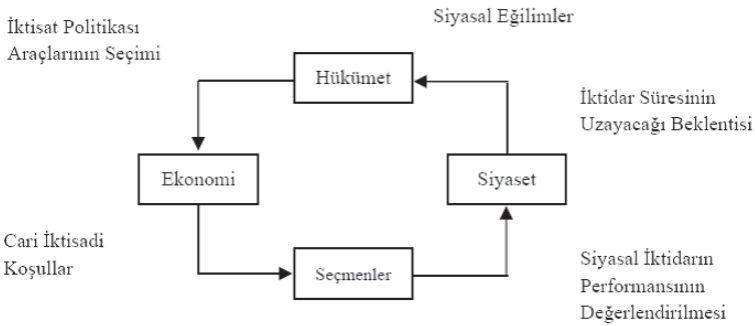 Siyasal Eğilimler
İktisat Politikası
Araçlarının Seçimi
Hükümet
İktidar Süresinin
Uzayacağı Beklentisi
Ekonomi
Siyaset
Cari İktisadi
Koşullar
Seçmenler
Siyasal İktidarın
Performansının
Değerlendirilmesi